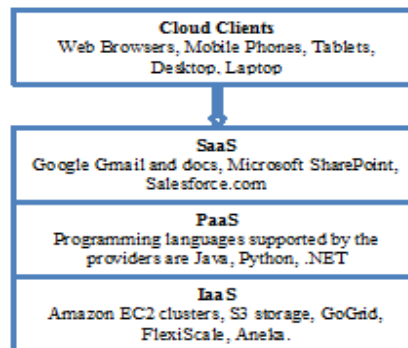 Cloud Clients
Web Browsers, Mobile Phones, Tablets,
Desktop, Laptop
SaaS
Google Gmail and docs, Microsoft SharePoint,
Salesforce.com
PaaS
Programming languages supported by the
providers are Java, Python, .NET
IaaS
Amazon EC2 clusters, S3 storage, GoGrid,
FlexiScale, Aneka.